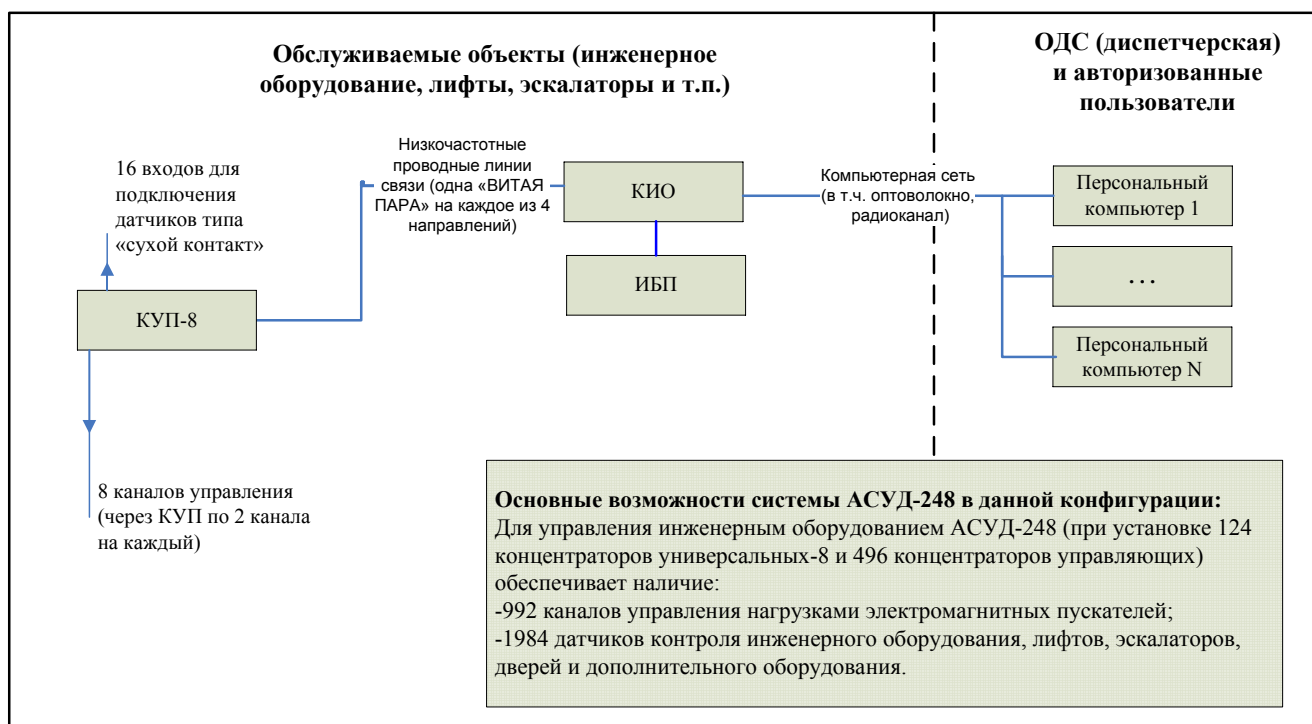 Обслуживаемые объекты (инженерное
оборудование, лифты, эскалаторы и т.п.)
ОДС (диспетчерская)
и авторизованные
пользователи
16 входов для
подключения
датчиков типа
«сухой контакт»
Низкочастотные
проводные линии
связи (одна «ВИТАЯ
ПАРА» на каждое из 4
направлений)
КИО
ИБП
КУП-8
Компьютерная сеть
(в т.ч. оптоволокно,
радиоканал)
Персональный
компьютер 1
...
Персональный
компьютер N
8 каналов управления
(через КУП по 2 канала
на каждый)
Основные возможности системы АСУД-248 в данной конфигурации:
Для управления инженерным оборудованием АСУД-248 (при установке 124
концентраторов универсальных-8 и 496 концентраторов управляющих)
обеспечивает наличие:
-992 каналов управления нагрузками электромагнитных пускателей;
-1984 датчиков контроля инженерного оборудования, лифтов, эскалаторов,
дверей и дополнительного оборудования.